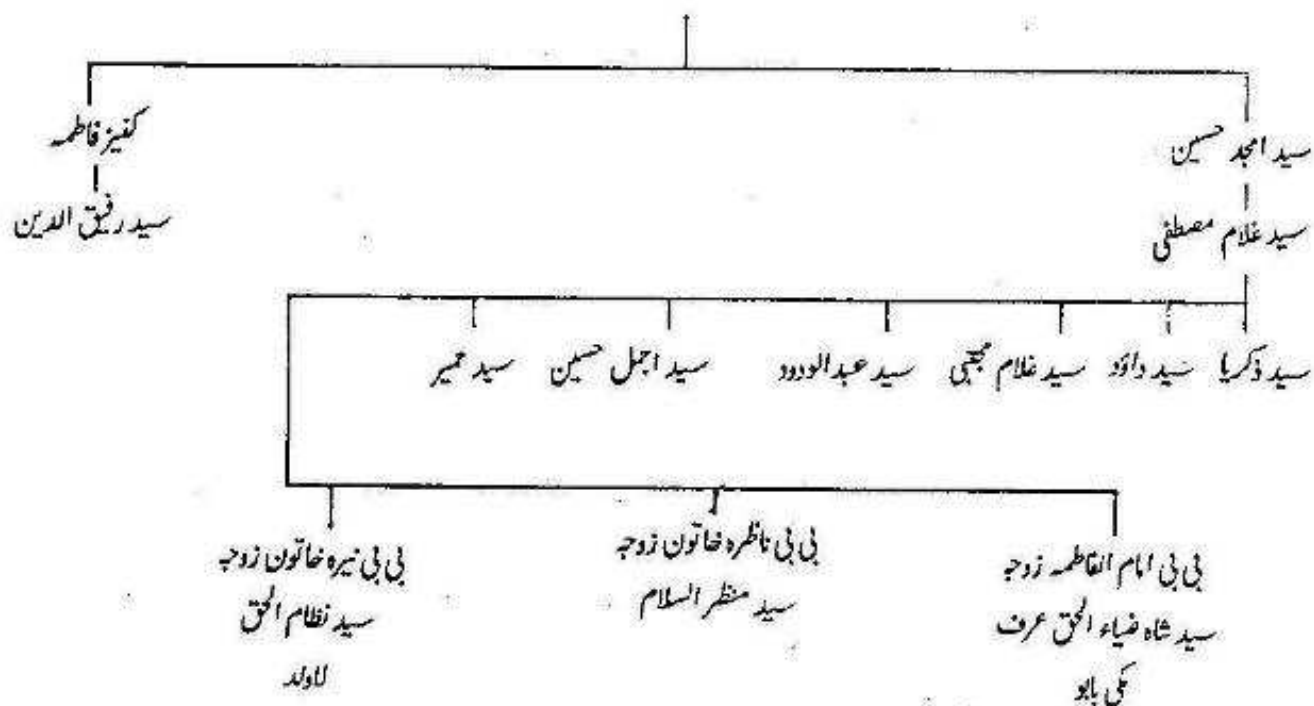 سید امجد حسین
سید غلام مصطفی
کنیز فاطمہ
سید رفیق الدین
سید ذکریا
سید داؤد
سید غلام مجتبی
سید عبدالودود
سید اجمل حسین
سید عمیر
بی بی امام الفاطمہ زوجہ
سید شاہ ضیاء الحق عرف
مکی بابو
بی بی ناظرہ خاتون زوجہ
سید منظر السلام
بی بی نیرہ خاتون زوجہ
سید نظام الحق
لاولد